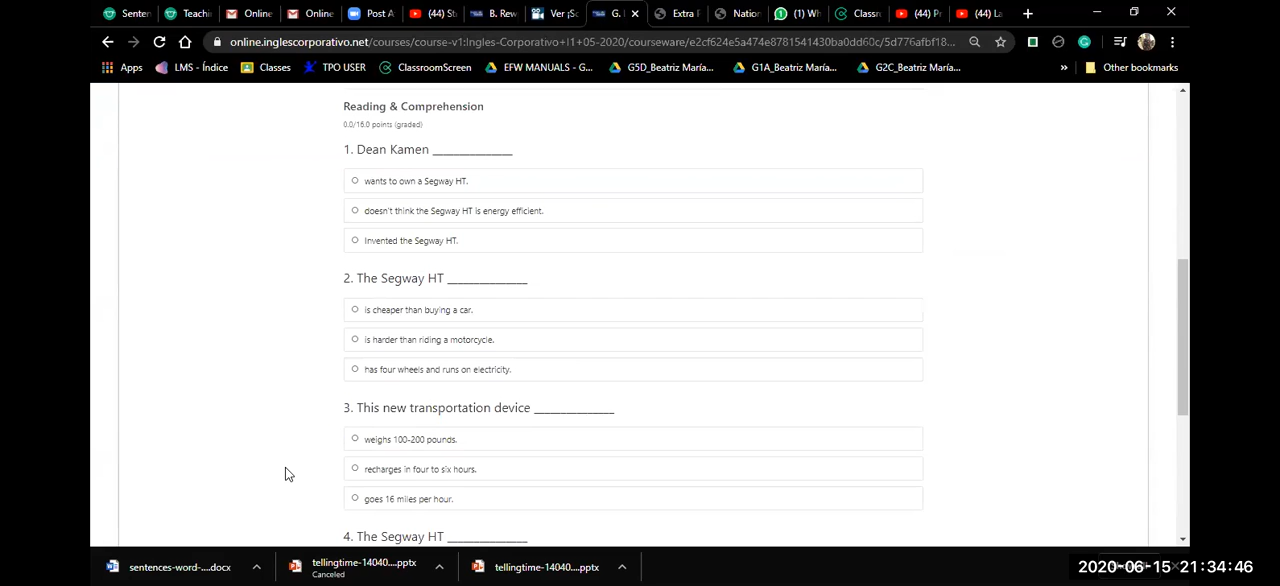 Senten
Teachi
Online
Online
Post A
(44) St
B. Rew
Ver ¡S
G.
Extra
Nation
(1) Wh
Classr
(44) P
(44) La
online.inglescorporativo.net/courses/course-v1:Ingles-Corporativo+I1+05-2020/courseware/e2cf624e5a474e8781541430ba0dd60c/5d776afbf18...
Apps
LMS - Índice
Classes
TPO USER
ClassroomScreen
EFW MANUALS - G...
G5D_Beatriz María...
G1A_Beatriz María...
G2C_Beatriz María...
»
Other bookmarks
Reading & Comprehension
0.0/16.0 points (graded)
1. Dean Kamen _______________
wants to own a Segway HT.
doesn't think the Segway HT is energy efficient.
Invented the Segway HT.
2. The Segway HT _______________
is cheaper than buying a car.
is harder than riding a motorcycle.
has four wheels and runs on electricity.
3. This new transportation device _______________
weighs 100-200 pounds.
recharges in four to six hours.
goes 16 miles per hour.
4. The Segway HT _______________
sentences-word-....docx
tellingtime-14040....pptx
Canceled
tellingtime-14040....pptx
2020-06-15 21:34:46